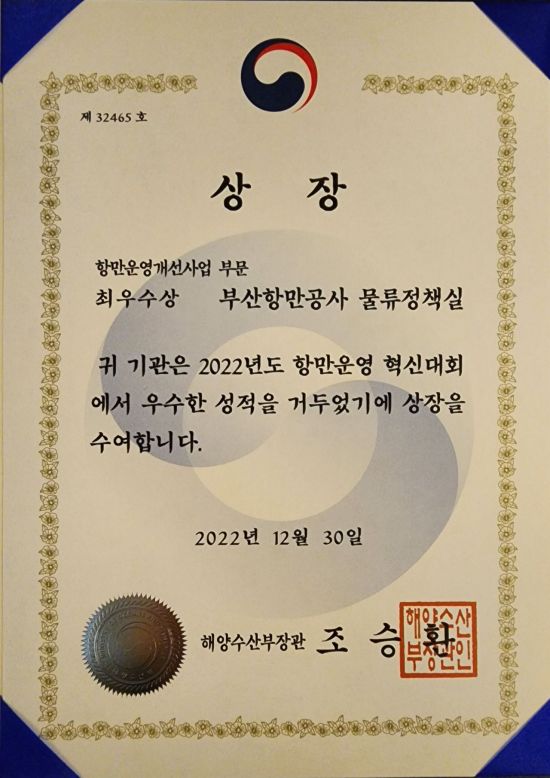 제 32465 호
상 장
항만운영개선사업 부문
최우수상 부산항만공사 물류정책실
귀 기관은 2022년도 항만운영 혁신대회
에서 우수한 성적을 거두었기에 상장을
수여합니다.
2022년 12월 30일
해양수산부장관 조 승 환
해양수산
부장관인